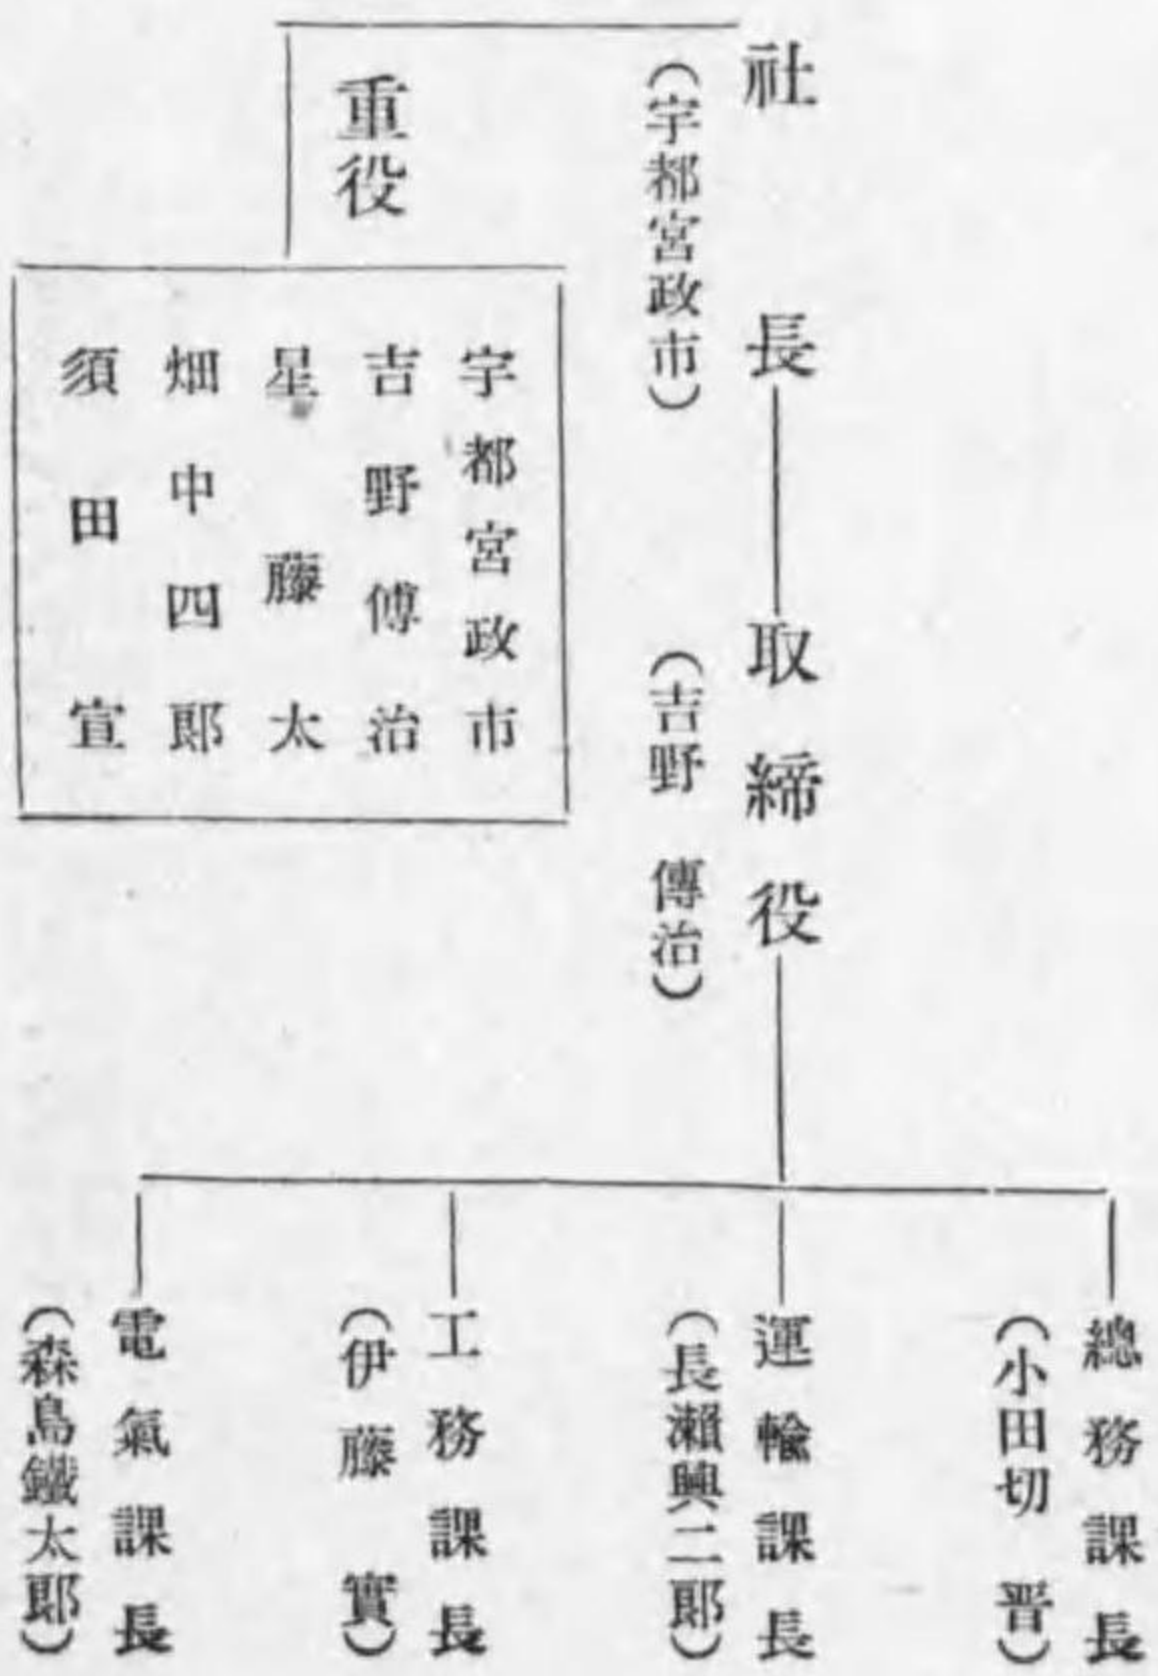 社長
(宇都宮政市)
取締役
(吉野傳治)
重役
宇都宮政市
吉野傳治
星藤太
畑中四郎
須田宣
總務課長
(小田切晋)
運輸課長
(長瀨興二郎)
工務課長
(伊藤實)
電氣課長
(森島鐵太郎)